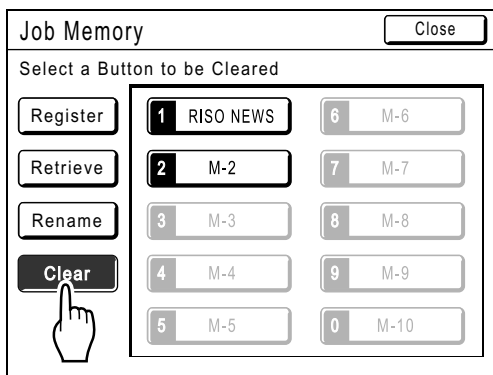 Job Memory
Close
Select a Button to be Cleared
Register
Retrieve
Rename
Clear
1 RISO NEWS
2 M-2
3 M-3
4 M-4
5 M-5
6 M-6
7 M-7
8 M-8
9 M-9
0 M-10